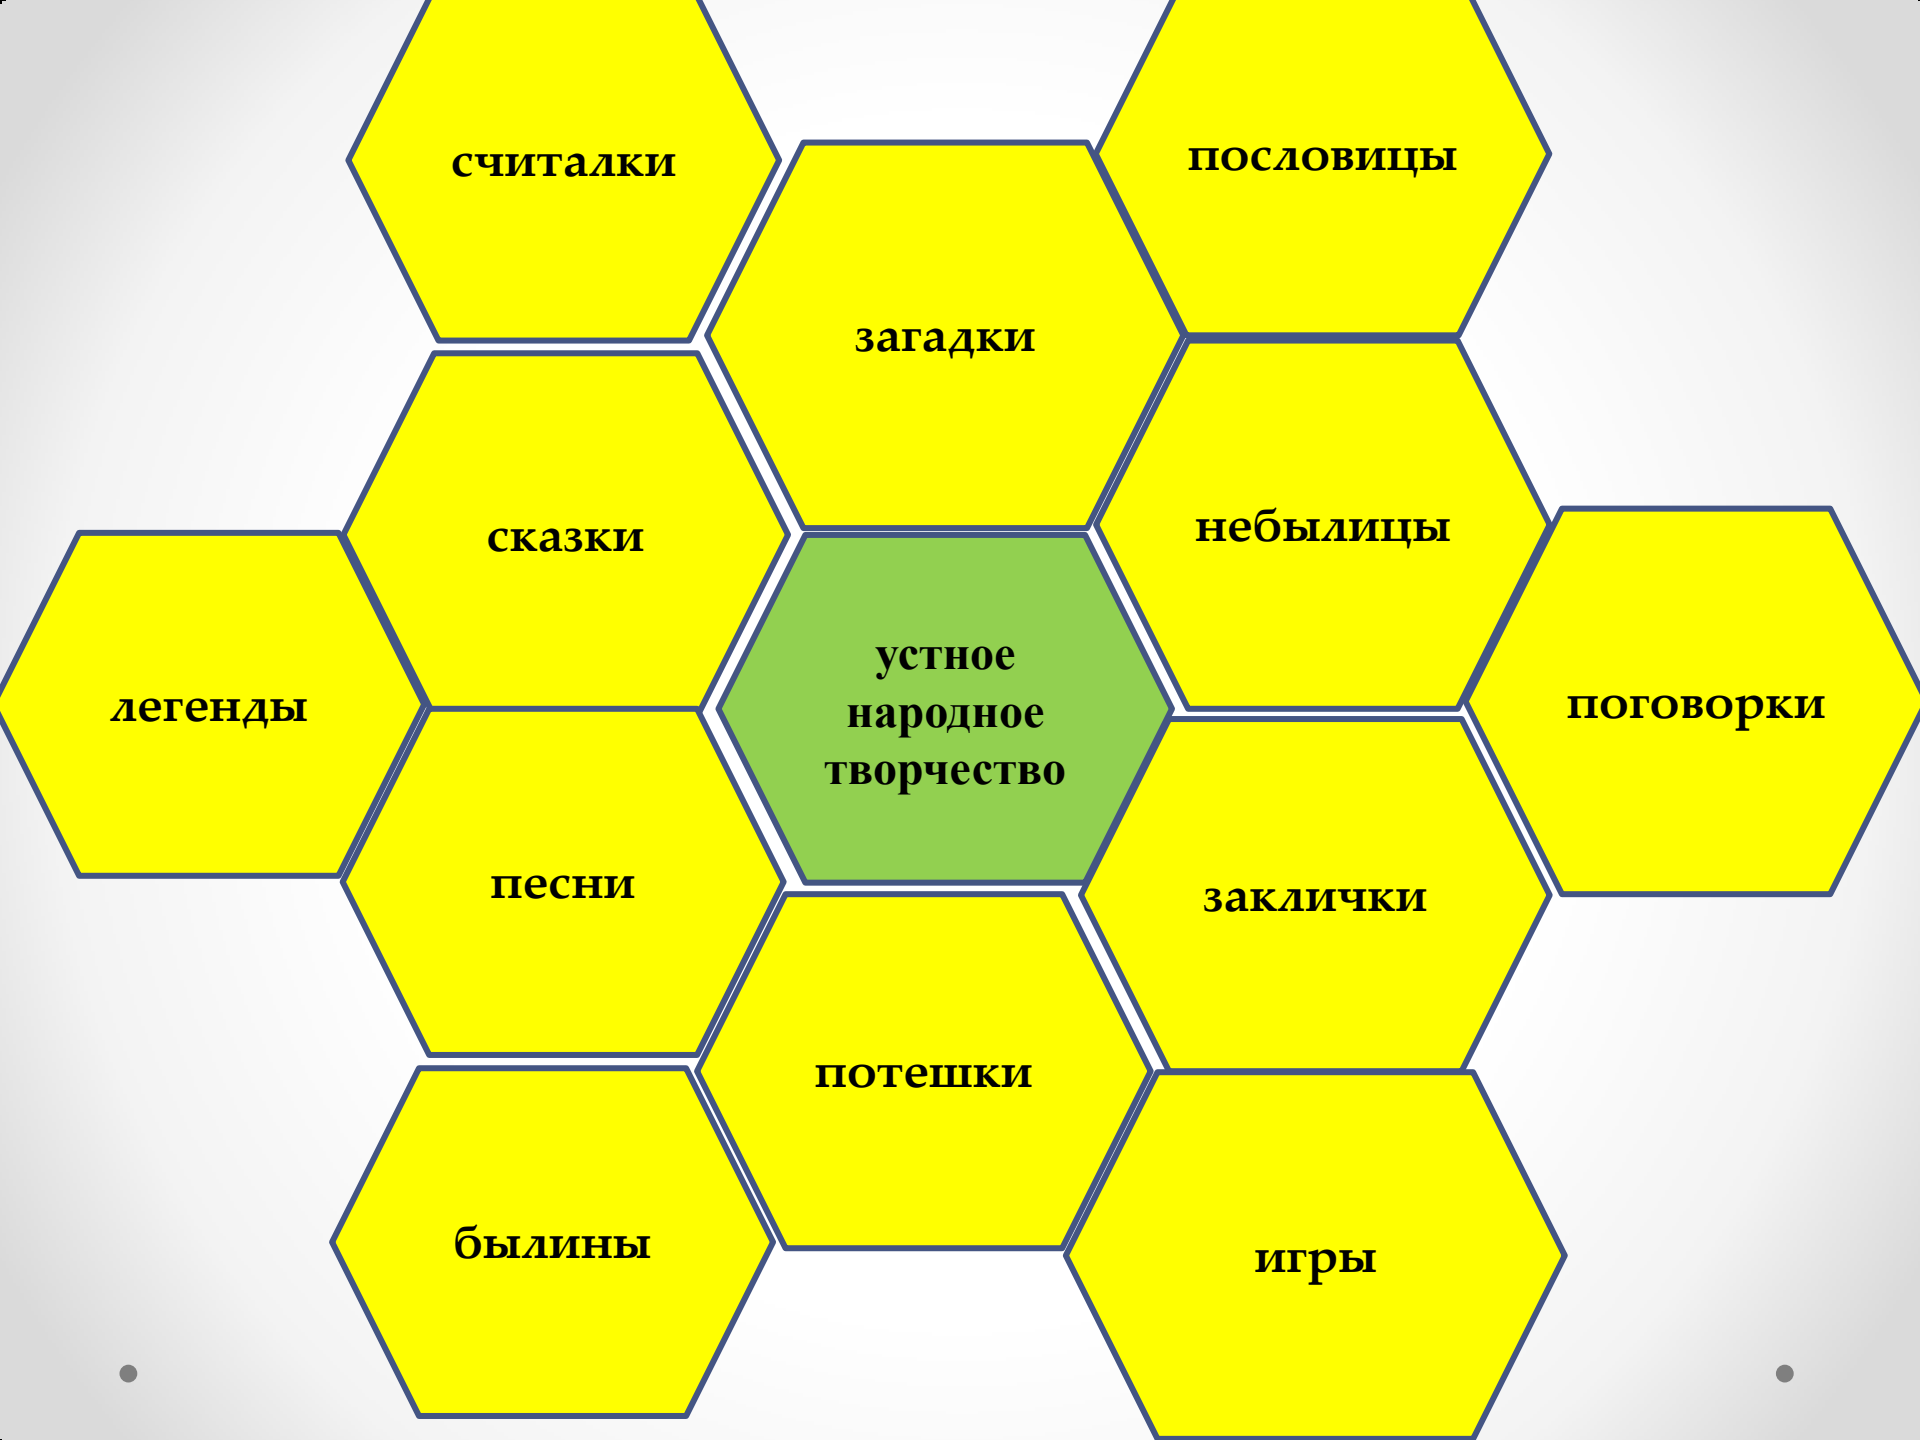 считалки
пословицы
загадки
сказки
небылицы
легенды
устное
народное
творчество
поговорки
песни
заклички
потешки
былины
игры